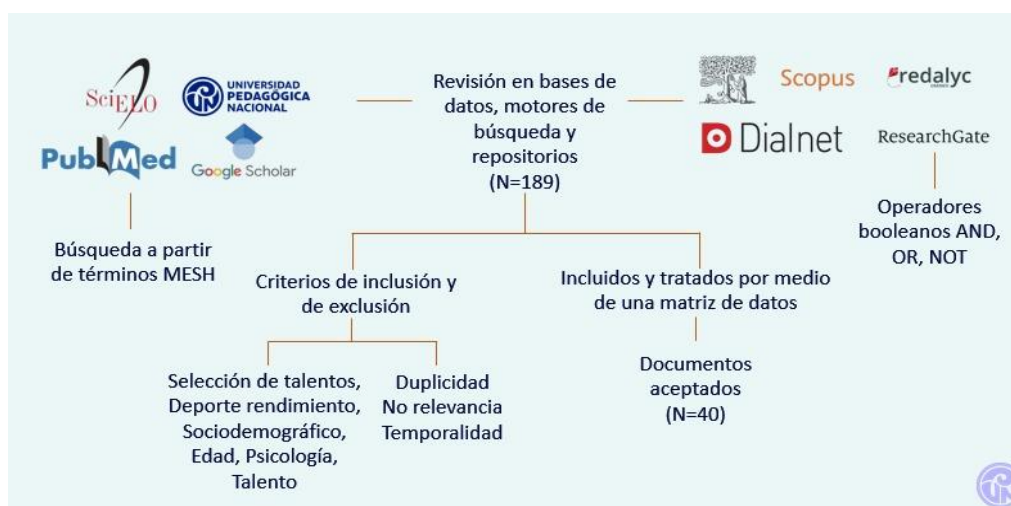 SciELO
UNIVERSIDAD
PEDAGÓGICA
NACIONAL
PubMed
Google Scholar
Revisión en bases de
datos, motores de
búsqueda y
repositorios
(N=189)
Scopus
redalyc
Dialnet
ResearchGate
Búsqueda a partir
de términos MESH
Operadores
booleanos AND,
OR, NOT
Criterios de inclusión y
de exclusión
Incluidos y tratados por medio
de una matriz de datos
Selección de talentos,
Deporte rendimiento,
Sociodemográfico,
Edad, Psicología,
Talento
Duplicidad
No relevancia
Temporalidad
Documentos
aceptados
(N=40)